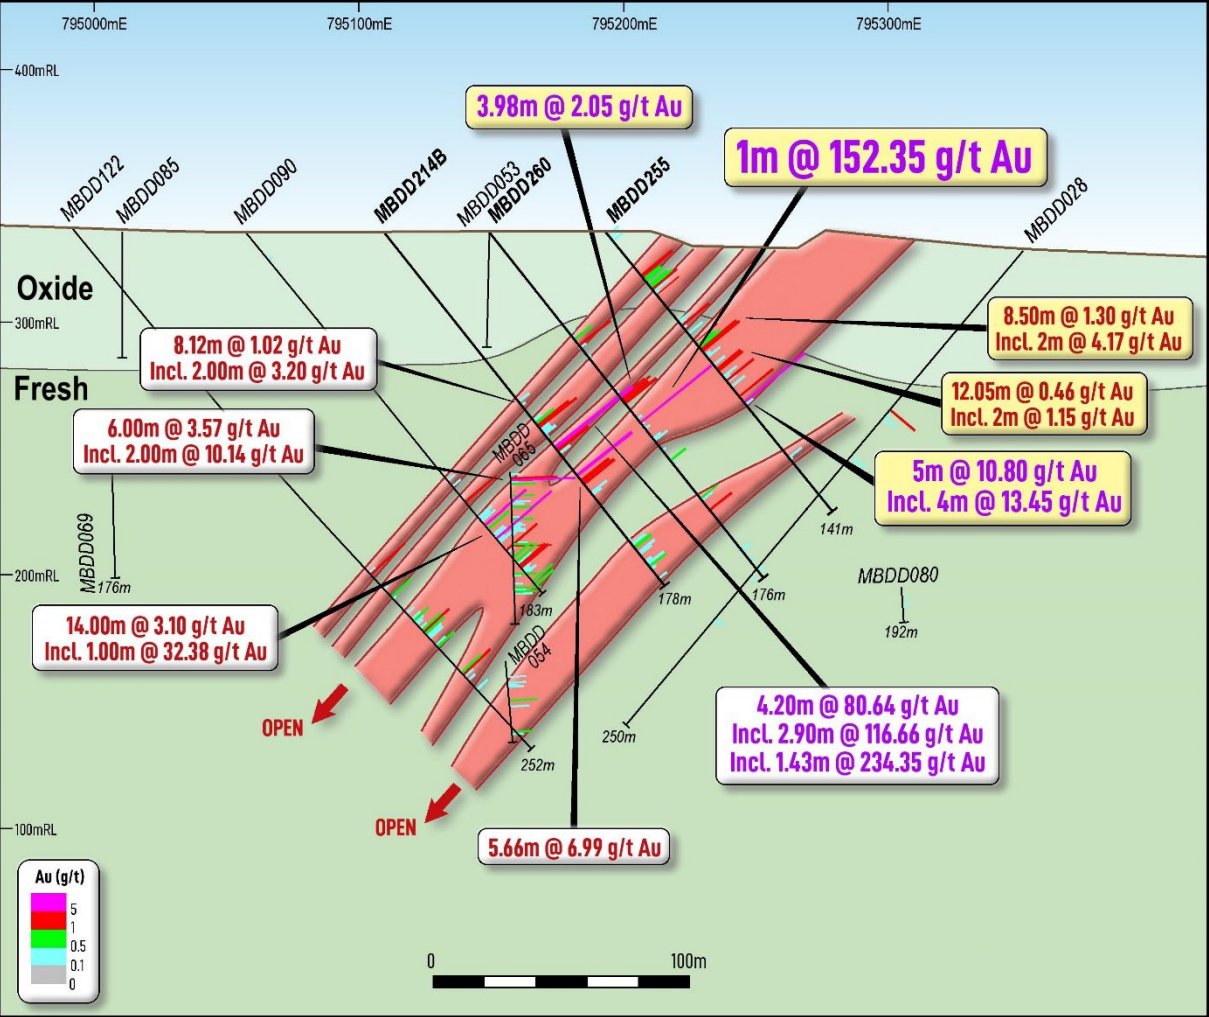 795000mE
795100mE
795200mE
795300mE
400mRL
3.98m @ 2.05 g/t Au
1m @ 152.35 g/t Au
MBDD122
MBDD085
MBDD090
MBDD214B
MBDD053
MBDD260
MBDD255
MBDD028
Oxide
300mRL
8.50m @ 1.30 g/t Au
Incl. 2m @ 4.17 g/t Au
8.12m @ 1.02 g/t Au
Incl. 2.00m @ 3.20 g/t Au
Fresh
12.05m @ 0.46 g/t Au
Incl. 2m @ 1.15 g/t Au
6.00m @ 3.57 g/t Au
Incl. 2.00m @ 10.14 g/t Au
MBDD
065
5m @ 10.80 g/t Au
Incl. 4m @ 13.45 g/t Au
141m
MBDD069
200mRL
176m
183m
178m
176m
MBDD080
192m
14.00m @ 3.10 g/t Au
Incl. 1.00m @ 32.38 g/t Au
MBDD
054
OPEN
250m
252m
4.20m @ 80.64 g/t Au
Incl. 2.90m @ 116.66 g/t Au
Incl. 1.43m @ 234.35 g/t Au
OPEN
100mRL
5.66m @ 6.99 g/t Au
Au (g/t)
5
1
0.5
0.1
0
0
100m